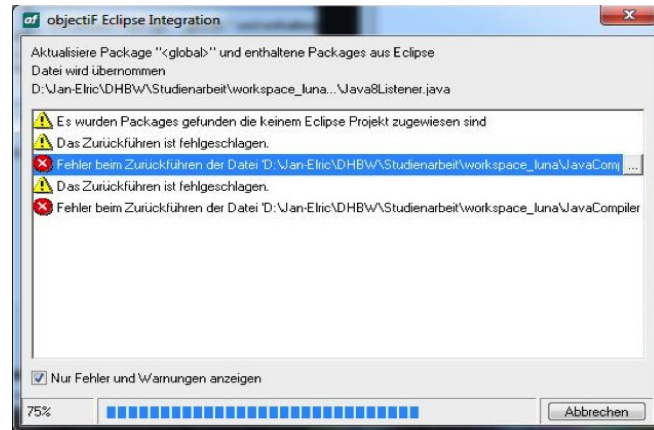 objectiF Eclipse Integration
Aktualisiere Package "<global>" und enthaltene Packages aus Eclipse
Datei wird übernommen
D:\Jan-Elric\DHBW\Studienarbeit\workspace_luna...\Java8Listener.java
Es wurden Packages gefunden die keinem Eclipse Projekt zugewiesen sind
Das Zurückführen ist fehlgeschlagen.
Fehler beim Zurückführen der Datei 'D:\Jan-Elric\DHBW\Studienarbeit\workspace_luna\JavaComp ...
Das Zurückführen ist fehlgeschlagen.
Fehler beim Zurückführen der Datei 'D:\Jan-Elric\DHBW\Studienarbeit\workspace_luna\JavaCompiler
Nur Fehler und Warnungen anzeigen
75% Abbrechen